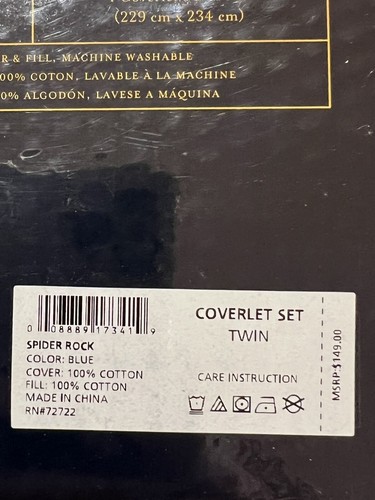 (229 cm x 234 cm)
R & FILL, MACHINE WASHABLE
00% COTON, LAVABLE À LA MACHINE
0% ALGODÓN, LAVESE A MÁQUINA
0 08889 17341 9
SPIDER ROCK
COLOR: BLUE
COVER: 100% COTTON
FILL: 100% COTTON
MADE IN CHINA
RN#72722
COVERLET SET
TWIN
CARE INSTRUCTION
MSRP:$149.00